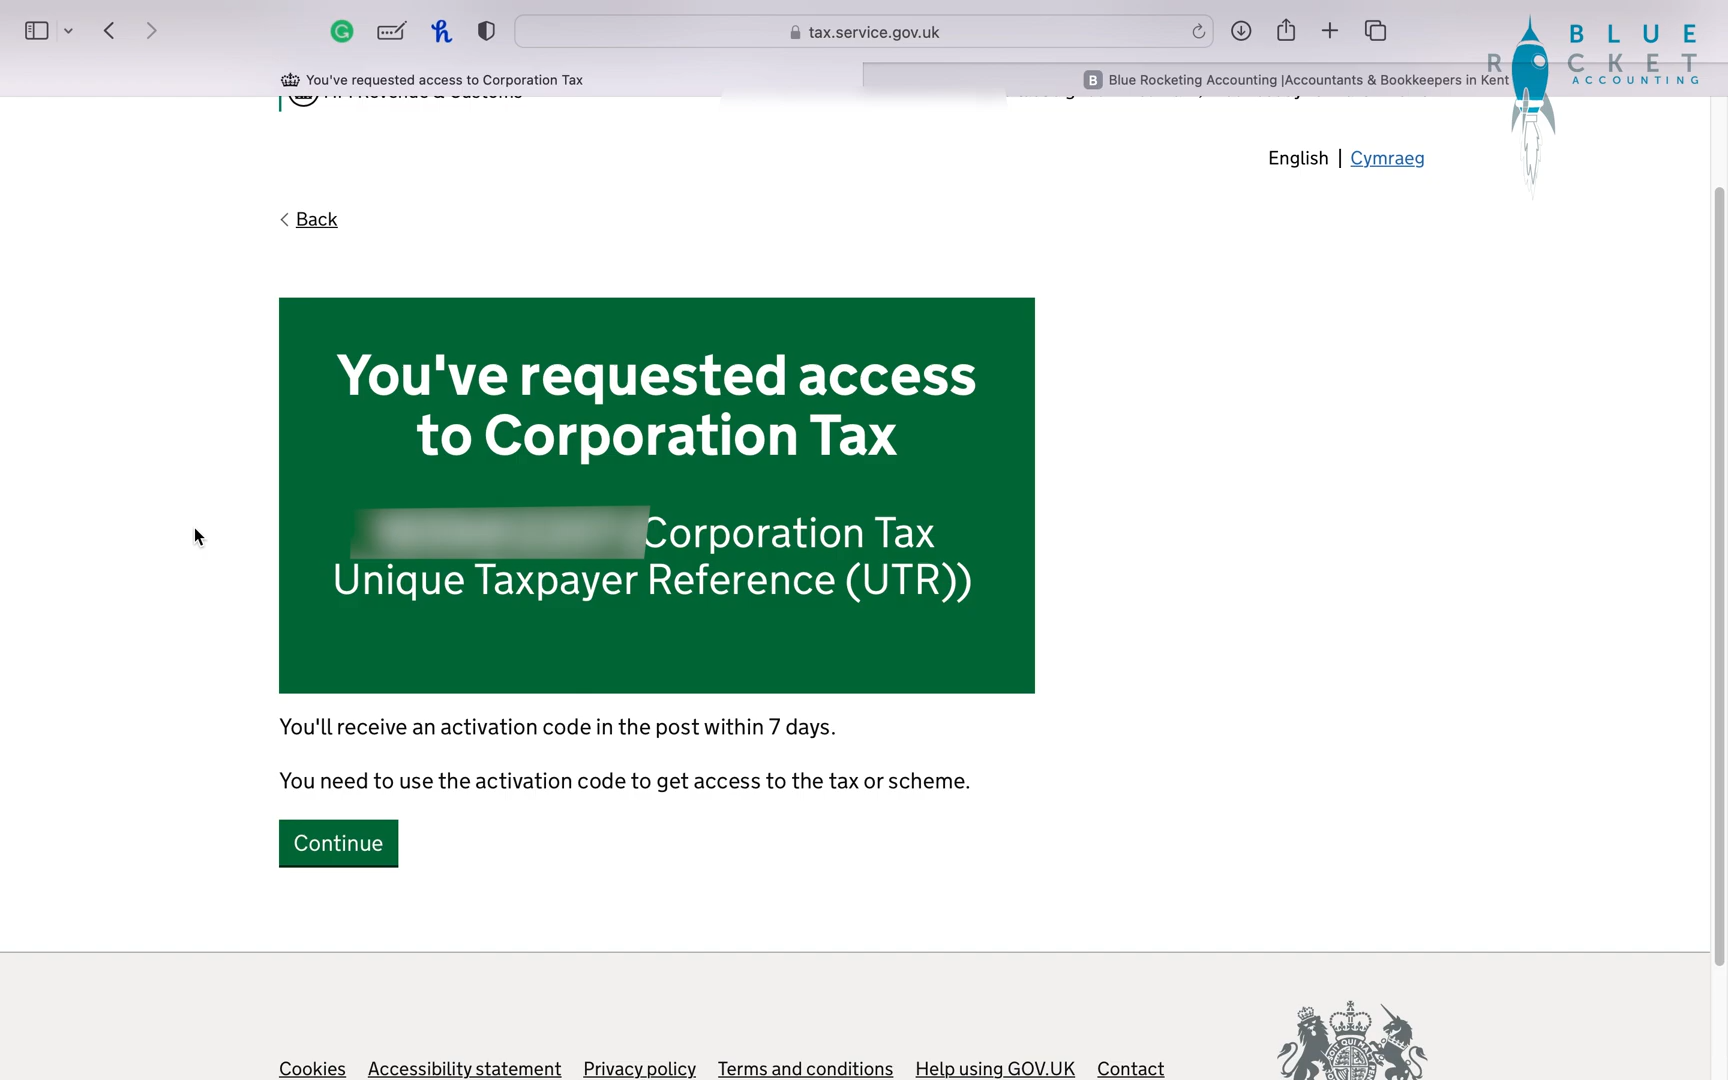 tax.service.gov.uk
BLUE
ROCKET
ACCOUNTING
You've requested access to Corporation Tax
B Blue Rocketing Accounting |Accountants & Bookkeepers in Kent
HM Revenue & Customs
English | Cymraeg
Back
You've requested access
to Corporation Tax
Corporation Tax
Unique Taxpayer Reference (UTR))
You'll receive an activation code in the post within 7 days.
You need to use the activation code to get access to the tax or scheme.
Continue
Cookies Accessibility statement Privacy policy Terms and conditions Help using GOV.UK Contact